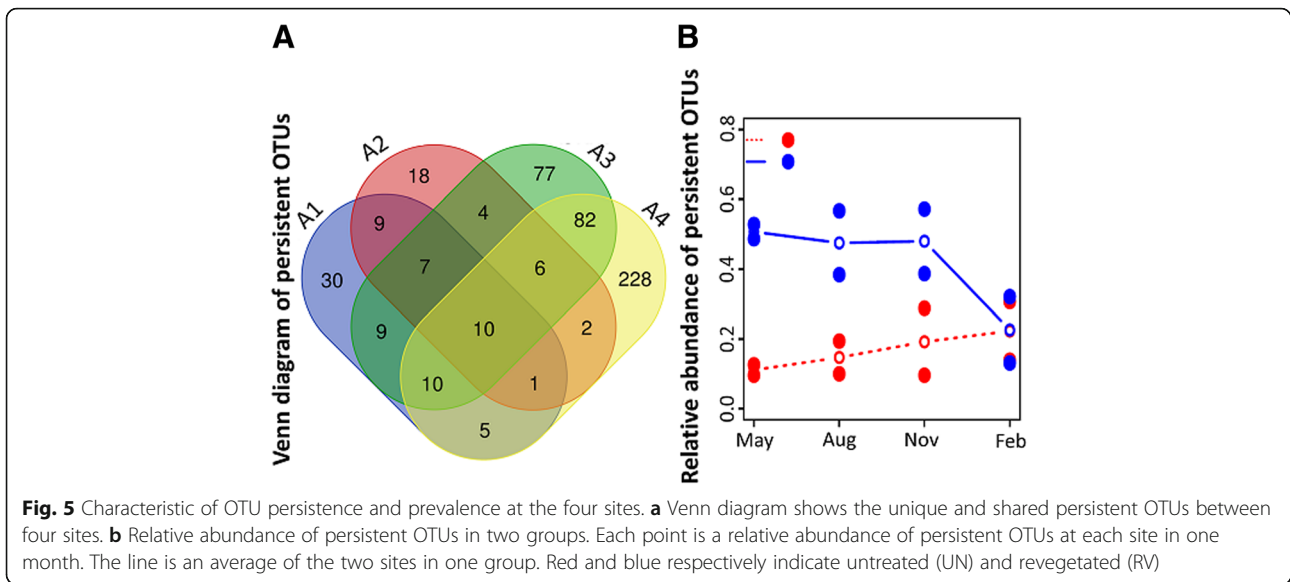 A
B
Venn diagram of persistent OTUs
A1
A2
A3
A4
18
77
9
4
82
30
7
6
228
9
10
2
10
1
5
Relative abundance of persistent OTUs
0.8
0.6
0.4
0.2
0.0
May
Aug
Nov
Feb
Fig. 5 Characteristic of OTU persistence and prevalence at the four sites. a Venn diagram shows the unique and shared persistent OTUs between
four sites. b Relative abundance of persistent OTUs in two groups. Each point is a relative abundance of persistent OTUs at each site in one
month. The line is an average of the two sites in one group. Red and blue respectively indicate untreated (UN) and revegetated (RV)